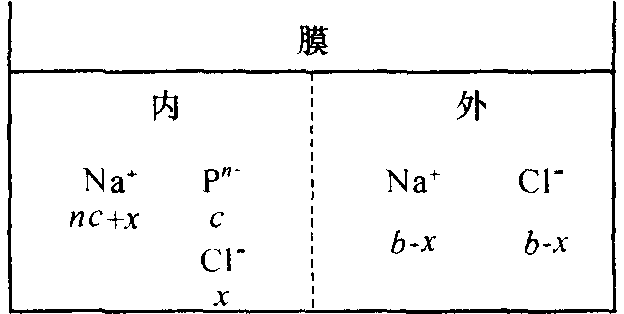 膜
内 外
Na⁺ Pⁿ⁻ Na⁺ Cl⁻
nc+x c b-x b-x
Cl⁻
x